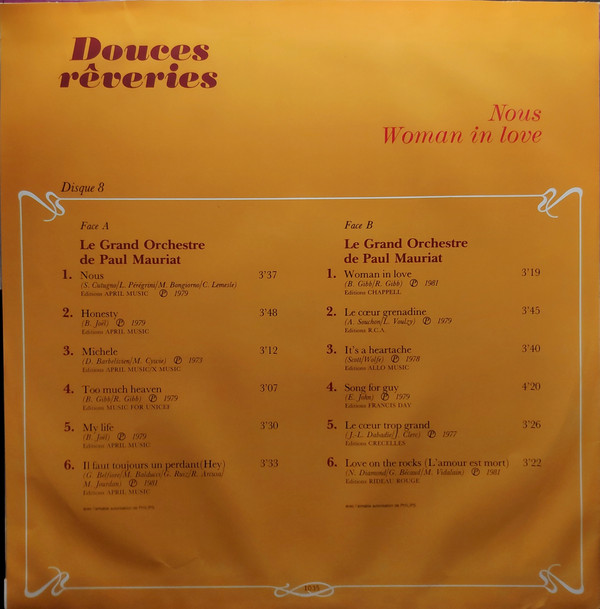 Douces
rêveries
Nous
Woman in love
Disque 8
Face A
Le Grand Orchestre
de Paul Mauriat
1. Nous 3'37
(S. Cutugno/L. Pérégrini/M. Bongiorno/C. Lemesle)
Editions APRIL MUSIC ℗ 1979
2. Honesty 3'48
(B. Joël) ℗ 1979
Editions APRIL MUSIC
3. Michele 3'12
(D. Barbelivien/M. Cywie) ℗ 1975
Editions APRIL MUSIC/X MUSIC
4. Too much heaven 3'07
(B. Gibb/R. Gibb) ℗ 1979
Editions MUSIC FOR UNICEF
5. My life 3'30
(B. Joël) ℗ 1979
Editions APRIL MUSIC
6. Il faut toujours un perdant(Hey) 3'33
(G. Belfiore/M. Balducci/G. Ruiz/R. Arcusa/
M. Jourdan) ℗ 1981
Editions APRIL MUSIC
Face B
Le Grand Orchestre
de Paul Mauriat
1. Woman in love 3'19
(B. Gibb/R. Gibb) ℗ 1981
Editions CHAPPELL
2. Le cœur grenadine 3'45
(A. Souchon/L. Voulzy) ℗ 1979
Editions R.C.A.
3. It's a heartache 3'40
(Scott/Wolfe) ℗ 1978
Editions ALLO MUSIC
4. Song for guy 4'20
(E. John) ℗ 1979
Editions FRANCIS DAY
5. Le cœur trop grand 3'26
(J.-L. Dabadie/J. Clerc) ℗ 1977
Editions CRECELLES
6. Love on the rocks (L'amour est mort) 3'22
(N. Diamond/G. Bécaud/M. Vidalain) ℗ 1981
Editions RIDEAU ROUGE
1035